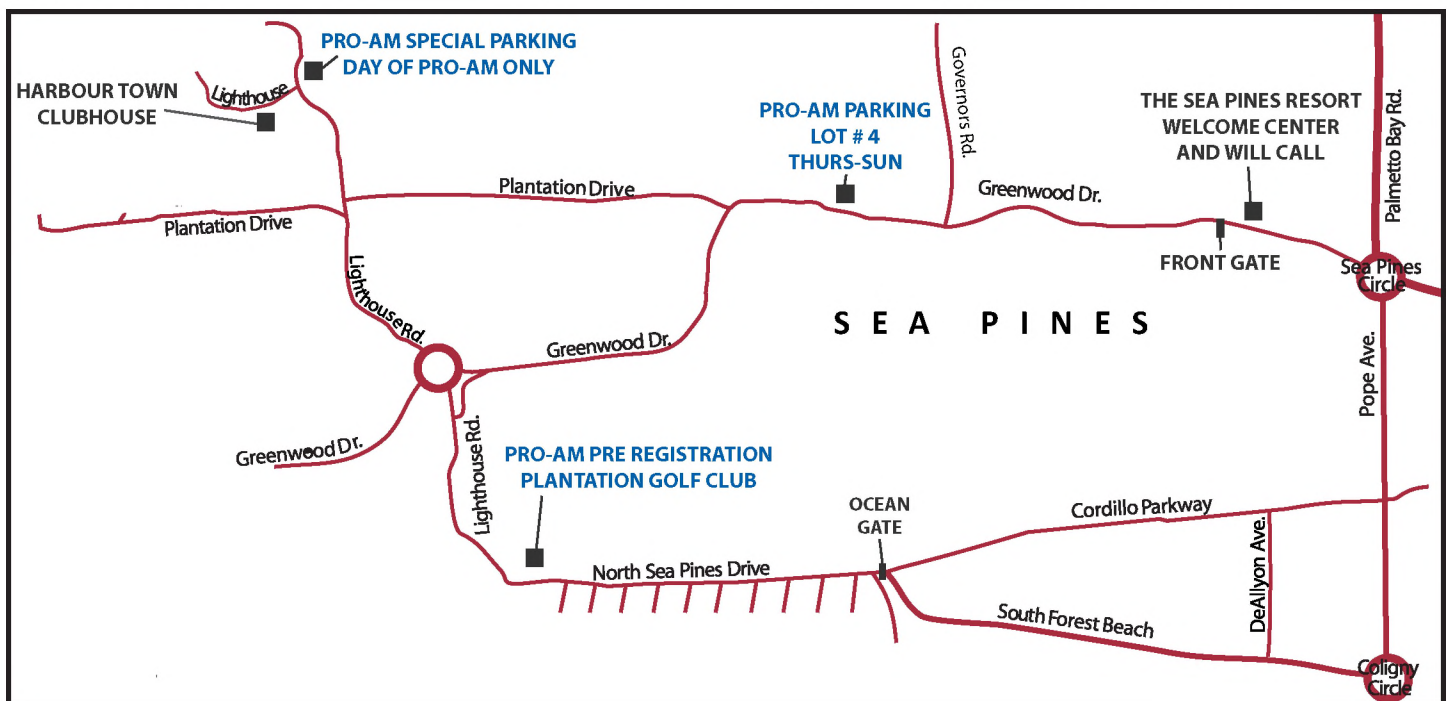 PRO-AM SPECIAL PARKING
DAY OF PRO-AM ONLY
HARBOUR TOWN
CLUBHOUSE
Lighthouse
PRO-AM PARKING
LOT # 4
THURS-SUN
Governors Rd.
THE SEA PINES RESORT
WELCOME CENTER
AND WILL CALL
Palmetto Bay Rd.
Plantation Drive
Greenwood Dr.
Plantation Drive
FRONT GATE
Sea Pines
Circle
Lighthouse Rd.
SEA PINES
Greenwood Dr.
Pope Ave.
Greenwood Dr.
Lighthouse Rd.
PRO-AM PRE REGISTRATION
PLANTATION GOLF CLUB
OCEAN
GATE
Cordillo Parkway
North Sea Pines Drive
DeAllyon Ave.
South Forest Beach
Coligny
Circle